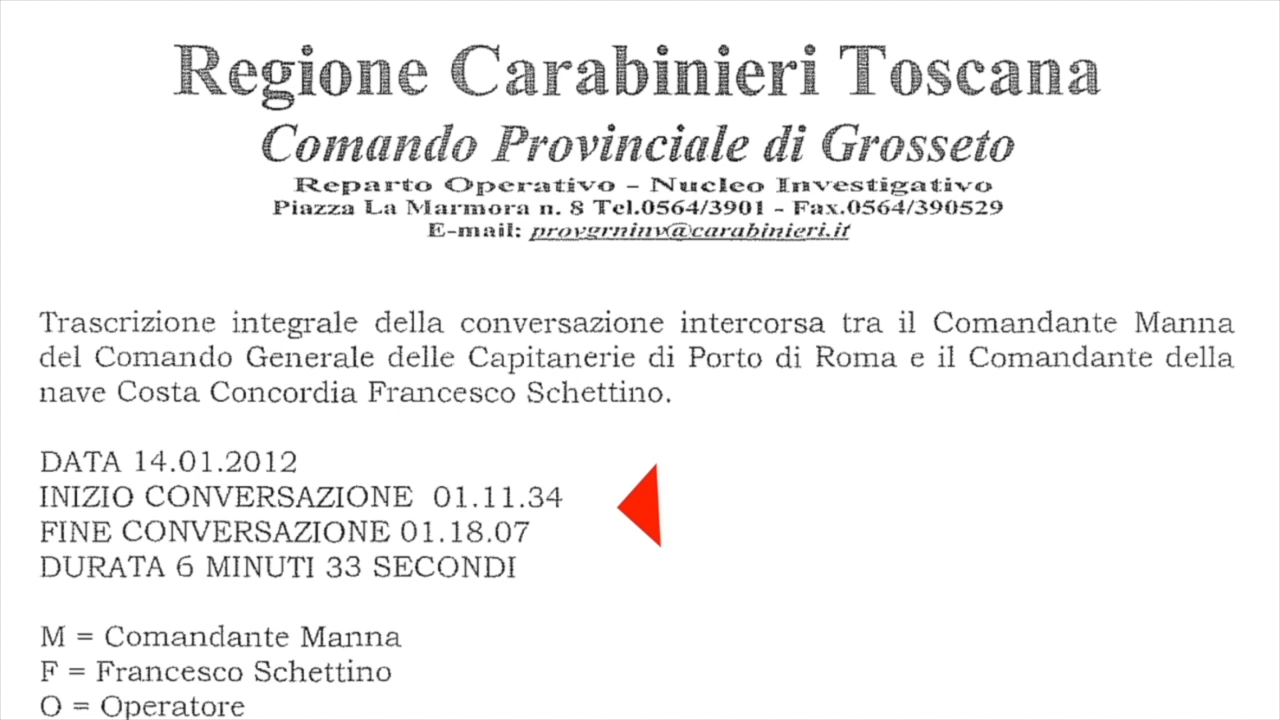 Regione Carabinieri Toscana
Comando Provinciale di Grosseto
Reparto Operativo – Nucleo Investigativo
Piazza La Marmora n. 8 Tel.0564/3901 - Fax.0564/390529
E-mail: provgrninv@carabinieri.it
Trascrizione integrale della conversazione intercorsa tra il Comandante Manna
del Comando Generale delle Capitanerie di Porto di Roma e il Comandante della
nave Costa Concordia Francesco Schettino.
DATA 14.01.2012
INIZIO CONVERSAZIONE 01.11.34
FINE CONVERSAZIONE 01.18.07
DURATA 6 MINUTI 33 SECONDI
M = Comandante Manna
F = Francesco Schettino
O = Operatore